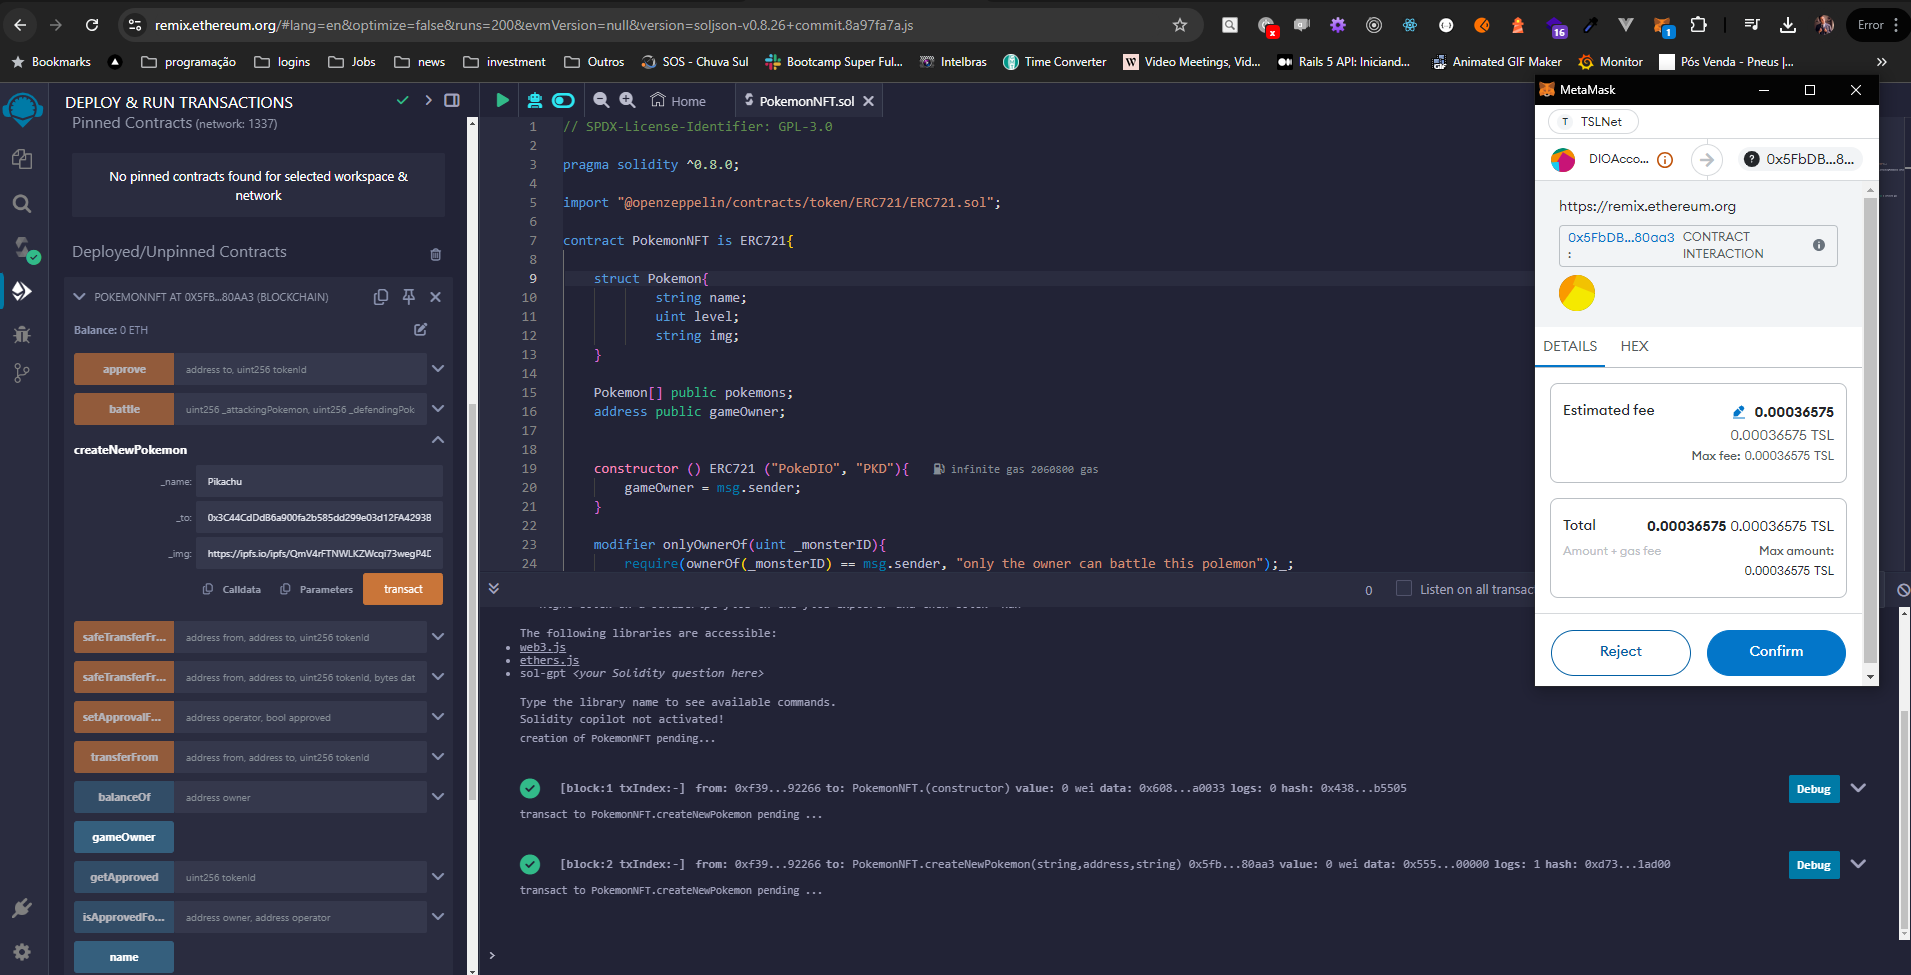 remix.ethereum.org/#lang=en&optimize=false&runs=200&evmVersion=null&version=soljson-v0.8.26+commit.8a97fa7a.js
x
16
1
Error
Bookmarks
programação
logins
Jobs
news
investment
Outros
SOS - Chuva Sul
Bootcamp Super Ful...
Intelbras
Time Converter
W Video Meetings, Vid...
Rails 5 API: Iniciand...
Animated GIF Maker
Monitor
Pós Venda - Pneus |...
»
DEPLOY & RUN TRANSACTIONS
Pinned Contracts (network: 1337)
No pinned contracts found for selected workspace &
network
Deployed/Unpinned Contracts
POKEMONNFT AT 0X5FB...80AA3 (BLOCKCHAIN)
Balance: 0 ETH
approve address to, uint256 tokenId
battle uint256 _attackingPokemon, uint256 _defendingPok
createNewPokemon
_name: Pikachu
_to: 0x3C44CdDdB6a900fa2b585dd299e03d12FA4293B
_img: https://ipfs.io/ipfs/QmV4rFTNWLKZWcqi73wegP4D
Calldata Parameters transact
safeTransferFr... address from, address to, uint256 tokenId
safeTransferFr... address from, address to, uint256 tokenId, bytes dat
setApprovalF... address operator, bool approved
transferFrom address from, address to, uint256 tokenId
balanceOf address owner
gameOwner
getApproved uint256 tokenId
isApprovedFo... address owner, address operator
name
Home
PokemonNFT.sol
1 // SPDX-License-Identifier: GPL-3.0
2
3 pragma solidity ^0.8.0;
4
5 import "@openzeppelin/contracts/token/ERC721/ERC721.sol";
6
7 contract PokemonNFT is ERC721{
8
9 struct Pokemon{
10 string name;
11 uint level;
12 string img;
13 }
14
15 Pokemon[] public pokemons;
16 address public gameOwner;
17
18
19 constructor () ERC721 ("PokeDIO", "PKD"){ infinite gas 2060800 gas
20 gameOwner = msg.sender;
21 }
22
23 modifier onlyOwnerOf(uint _monsterID){
24 require(ownerOf(_monsterID) == msg.sender, "only the owner can battle this polemon");_;
0
Listen on all transac
The following libraries are accessible:
• web3.js
• ethers.js
• sol-gpt <your Solidity question here>
Type the library name to see available commands.
Solidity copilot not activated!
creation of PokemonNFT pending...
[block:1 txIndex:-] from: 0xf39...92266 to: PokemonNFT.(constructor) value: 0 wei data: 0x608...a0033 logs: 0 hash: 0x438...b5505
Debug
transact to PokemonNFT.createNewPokemon pending ...
[block:2 txIndex:-] from: 0xf39...92266 to: PokemonNFT.createNewPokemon(string,address,string) 0x5fb...80aa3 value: 0 wei data: 0x555...00000 logs: 1 hash: 0xd73...1ad00
Debug
transact to PokemonNFT.createNewPokemon pending ...
>
MetaMask
T TSLNet
DIOAcco...
0x5FbDB...8...
https://remix.ethereum.org
0x5FbDB...80aa3 CONTRACT
: INTERACTION
DETAILS
HEX
Estimated fee 0.00036575
0.00036575 TSL
Max fee: 0.00036575 TSL
Total 0.00036575 0.00036575 TSL
Amount + gas fee Max amount:
0.00036575 TSL
Reject
Confirm